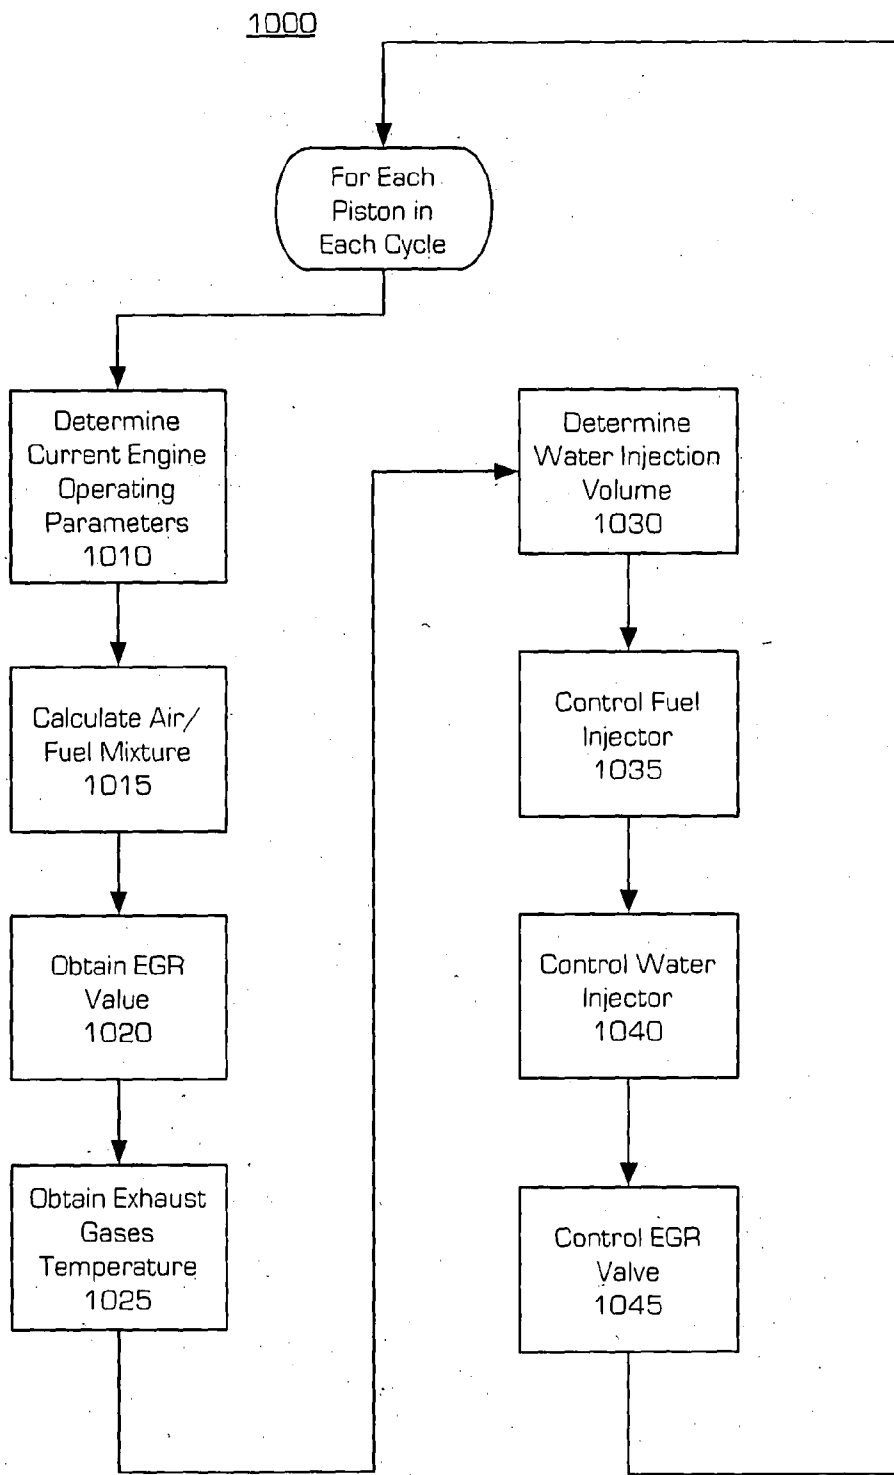 1000
For Each
Piston in
Each Cycle
Determine
Current Engine
Operating
Parameters
1010
Calculate Air/
Fuel Mixture
1015
Obtain EGR
Value
1020
Obtain Exhaust
Gases
Temperature
1025
Determine
Water Injection
Volume
1030
Control Fuel
Injector
1035
Control Water
Injector
1040
Control EGR
Valve
1045